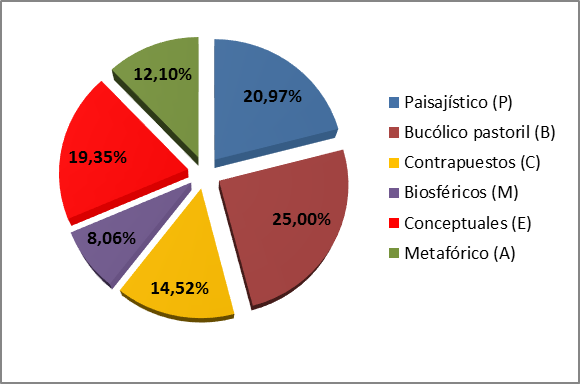 12,10%
20,97%
19,35%
25,00%
8,06%
14,52%
Paisajístico (P)
Bucólico pastoril (B)
Contrapuestos (C)
Biosféricos (M)
Conceptuales (E)
Metafórico (A)